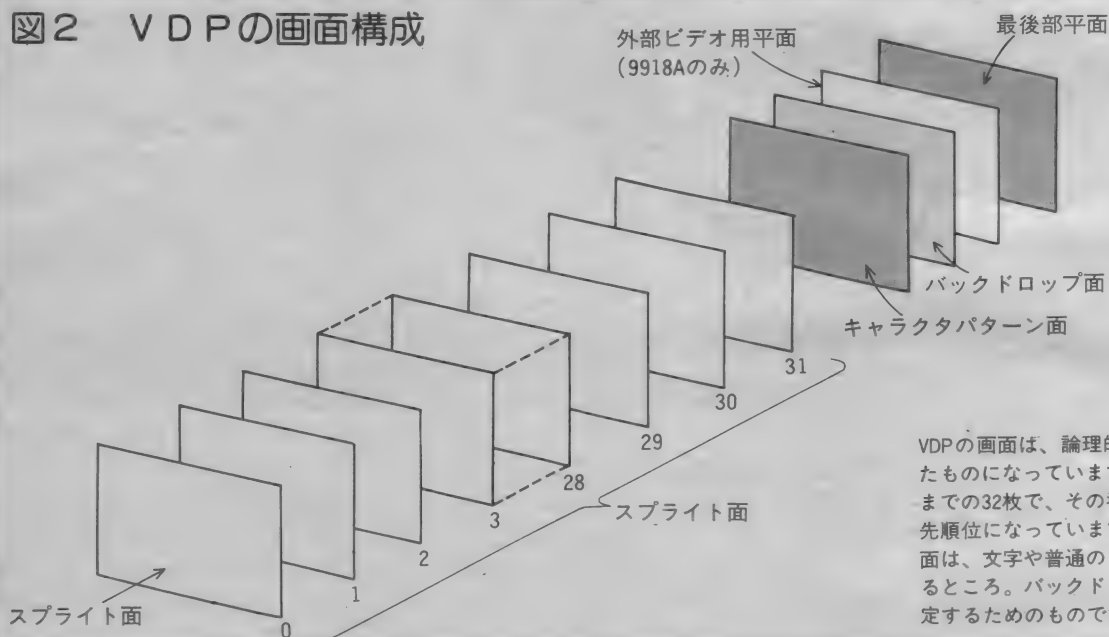 図2 VDPの画面構成
外部ビデオ用平面
(9918Aのみ)
最後部平面
バックドロップ面
キャラクタパターン面
31
30
29
28
3
2
1
0
スプライト面
スプライト面
VDPの画面は、論理的
たものになっています
までの32枚で、その
先順位になっています
面は、文字や普通の
るところ。バックド
定するためのもので